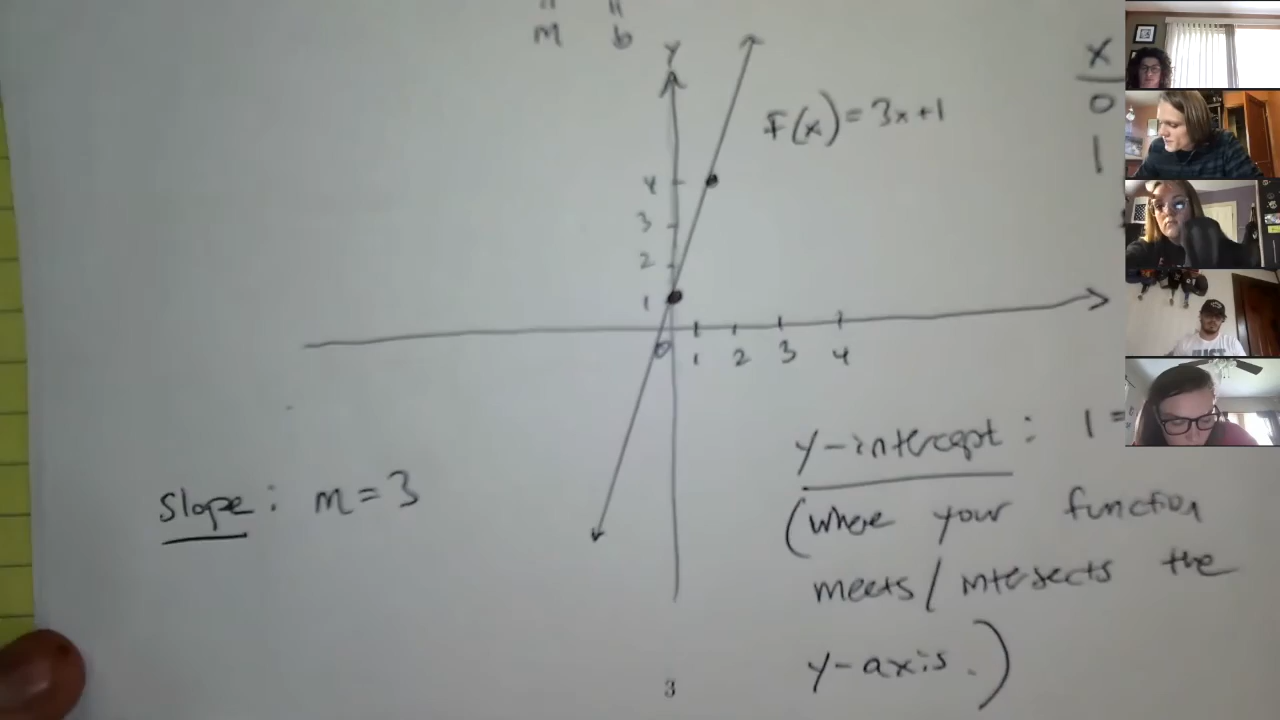 m b
Y
F(x) = 3x+1
x
0
1
4
3
2
1
0
1 2 3 4
y-intercept : 1 =
slope : m = 3
(where your function
meets/intersects the
y-axis.)
3